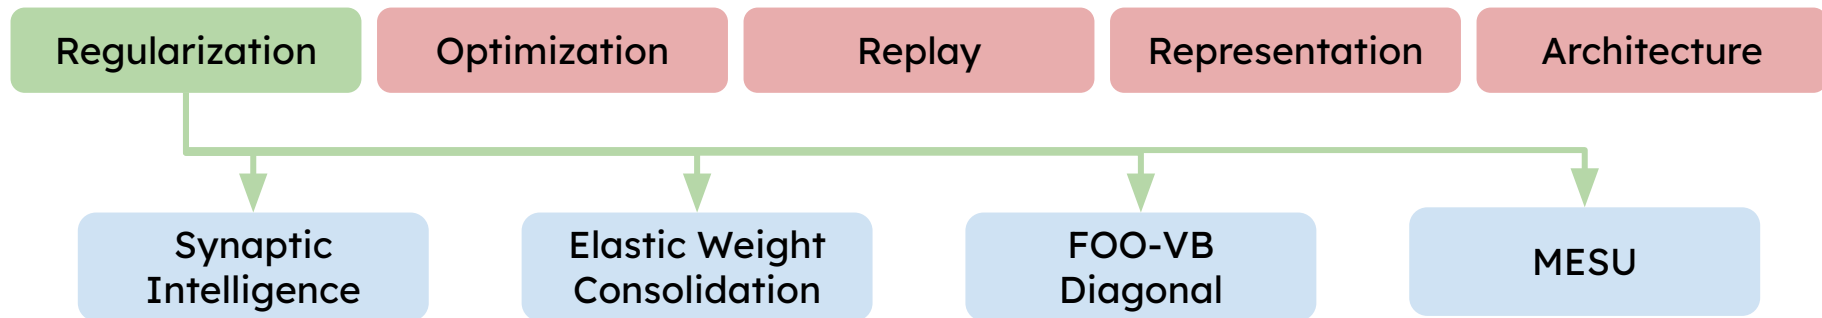 Regularization
Optimization
Replay
Representation
Architecture
Synaptic
Intelligence
Elastic Weight
Consolidation
FOO-VB
Diagonal
MESU